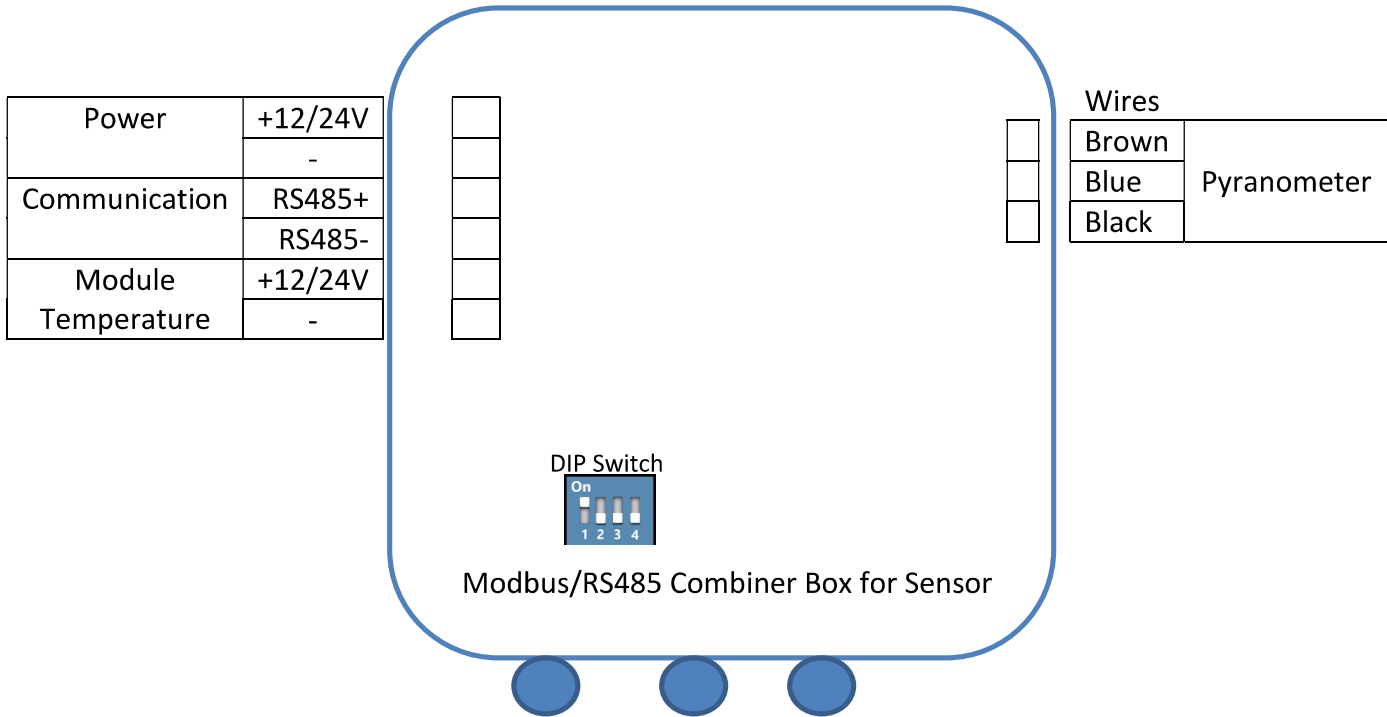 Wires
Power +12/24V
-
Communication RS485+
RS485-
Module +12/24V
Temperature -
Brown
Blue Pyranometer
Black
DIP Switch
On
1 2 3 4
Modbus/RS485 Combiner Box for Sensor